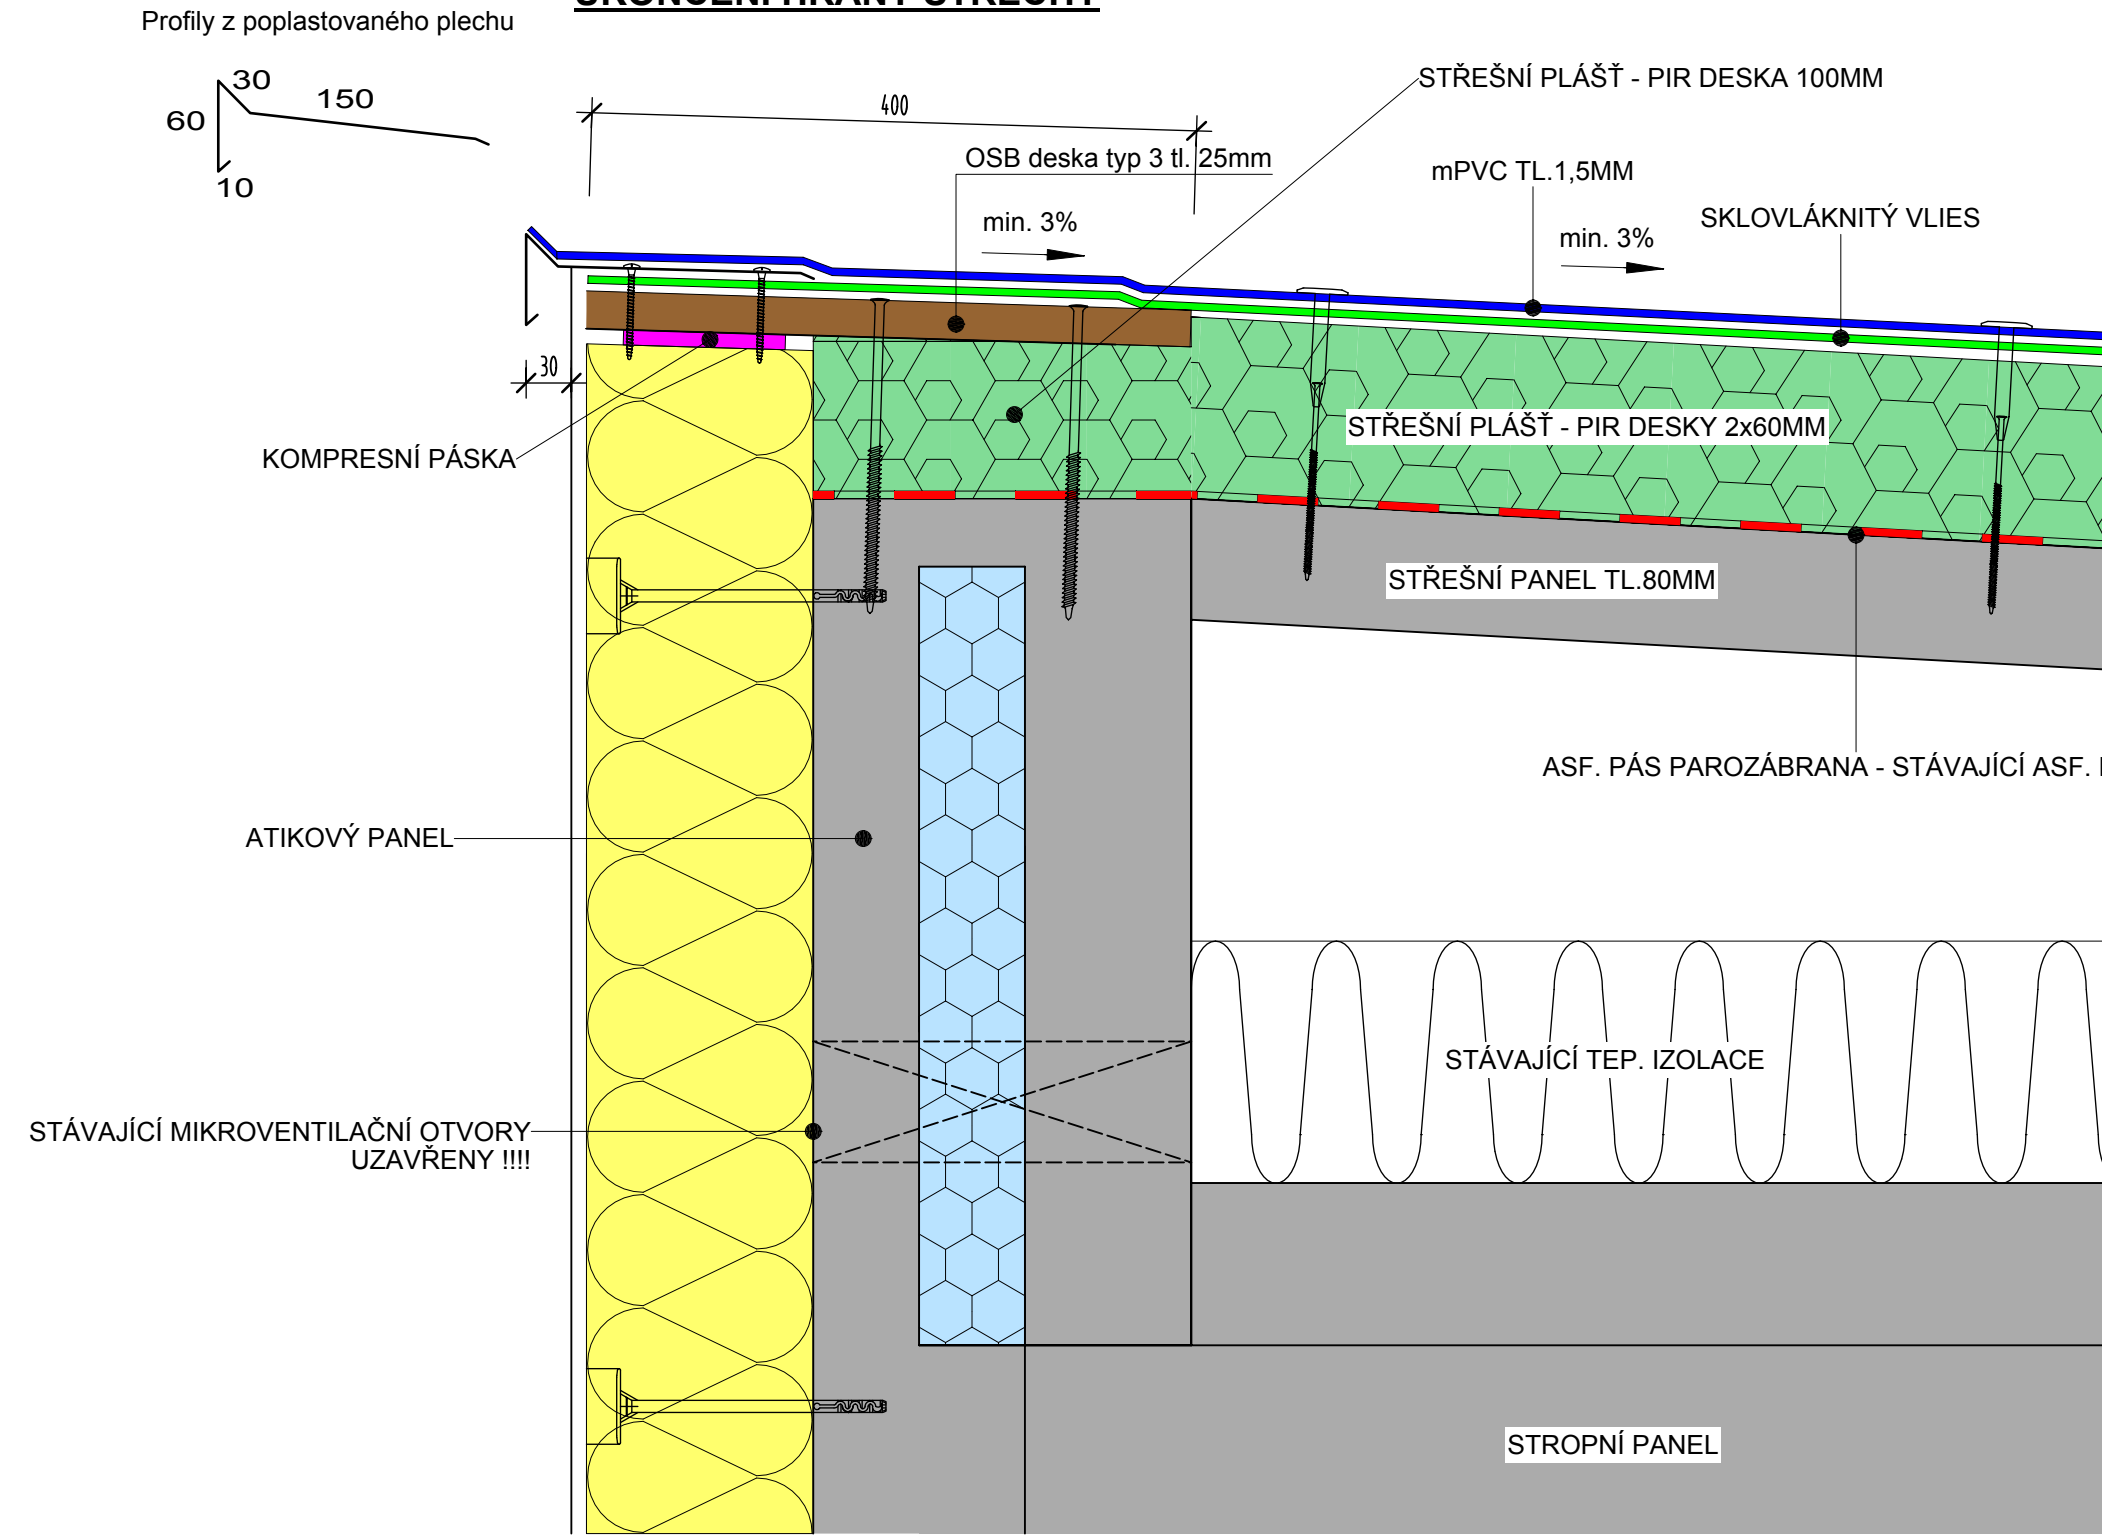 UKONČENÍ HRANY STŘECHY
Profily z poplastovaného plechu
30
150
60
10
400
STŘEŠNÍ PLÁŠŤ - PIR DESKA 100MM
OSB deska typ 3 tl. 25mm
mPVC TL.1,5MM
min. 3%
SKLOVLÁKNITÝ VLIES
min. 3%
30
STŘEŠNÍ PLÁŠŤ - PIR DESKY 2x60MM
KOMPRESNÍ PÁSKA
STŘEŠNÍ PANEL TL.80MM
ASF. PÁS PAROZÁBRANA - STÁVAJÍCÍ ASF.
ATIKOVÝ PANEL
STÁVAJÍCÍ TEP. IZOLACE
STÁVAJÍCÍ MIKROVENTILAČNÍ OTVORY
UZAVŘENY !!!!
STROPNÍ PANEL